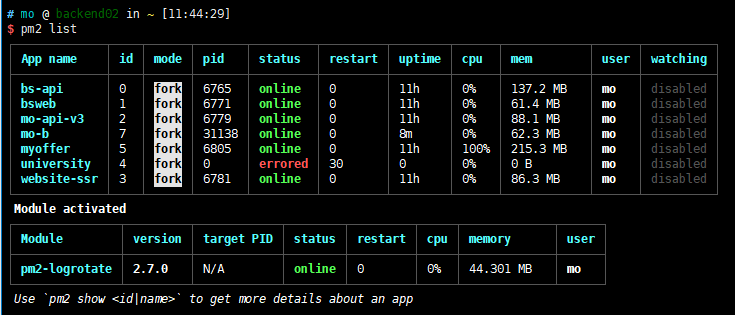 # mo @ backend02 in ~ [11:44:29]
$ pm2 list
App name id mode pid status restart uptime cpu mem user watching
bs-api 0 fork 6765 online 0 11h 0% 137.2 MB mo disabled
bsweb 1 fork 6771 online 0 11h 0% 61.4 MB mo disabled
mo-api-v3 2 fork 6779 online 0 11h 0% 88.1 MB mo disabled
mo-b 7 fork 31138 online 0 8m 0% 62.3 MB mo disabled
myoffer 5 fork 6805 online 0 11h 100% 215.3 MB mo disabled
university 4 fork 0 errored 30 0 0% 0 B mo disabled
website-ssr 3 fork 6781 online 0 11h 0% 86.3 MB mo disabled
Module activated
Module version target PID status restart cpu memory user
pm2-logrotate 2.7.0 N/A online 0 0% 44.301 MB mo
Use `pm2 show <id|name>` to get more details about an app